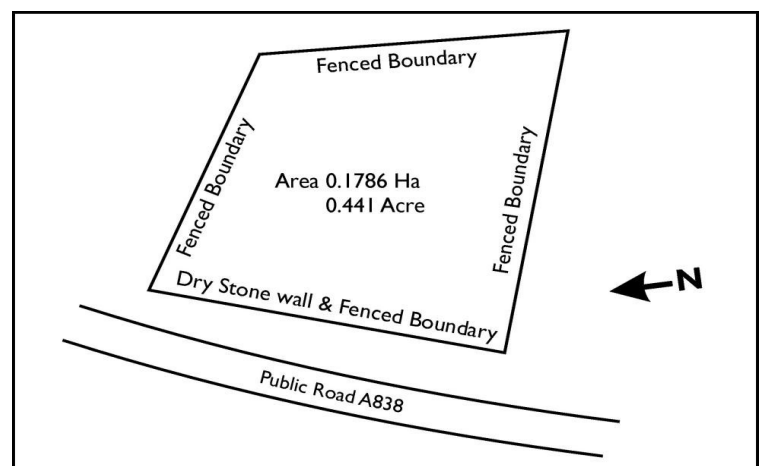 Fenced Boundary
Fenced Boundary
Fenced Boundary
Area 0.1786 Ha
0.441 Acre
N
Dry Stone wall & Fenced Boundary
Public Road A838